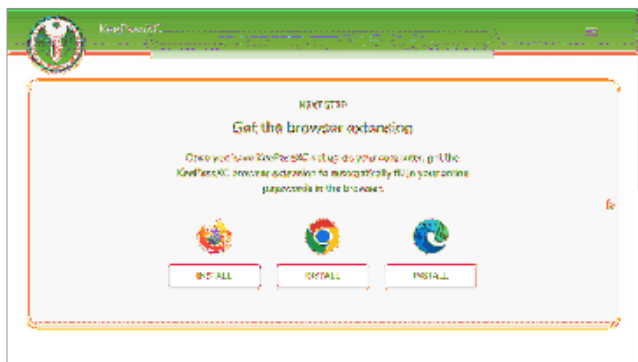 KeePassXC
NEXT STEP
Get the browser extension
Once you have KeePassXC set up on your computer, get the
KeePassXC browser extension to automatically fill in your online
passwords in the browser.
INSTALL
INSTALL
INSTALL